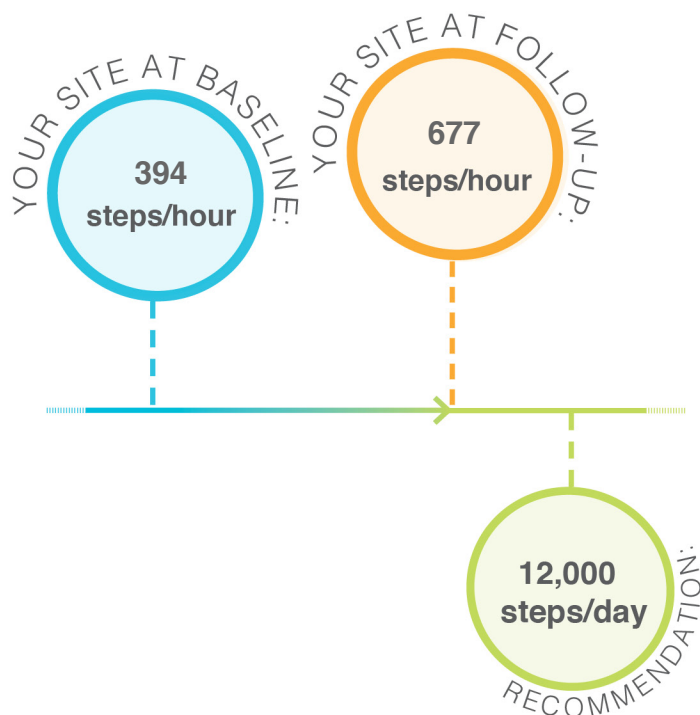 YOUR SITE AT BASELINE:
394
steps/hour
YOUR SITE AT FOLLOW-UP:
677
steps/hour
12,000
steps/day
RECOMMENDATION: